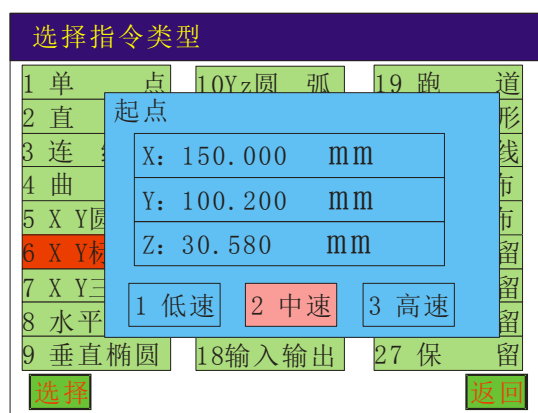 选择指令类型
1 单 点 10Yz圆 弧 19 跑 道
2 直 形
3 连 线
4 曲 布
5 X Y圆 布
6 X Y标 留
7 X Y三 留
8 水平 留
9 垂直椭圆 18输入输出 27 保 留
起点
X: 150.000 mm
Y: 100.200 mm
Z: 30.580 mm
1 低速 2 中速 3 高速
选择 返回